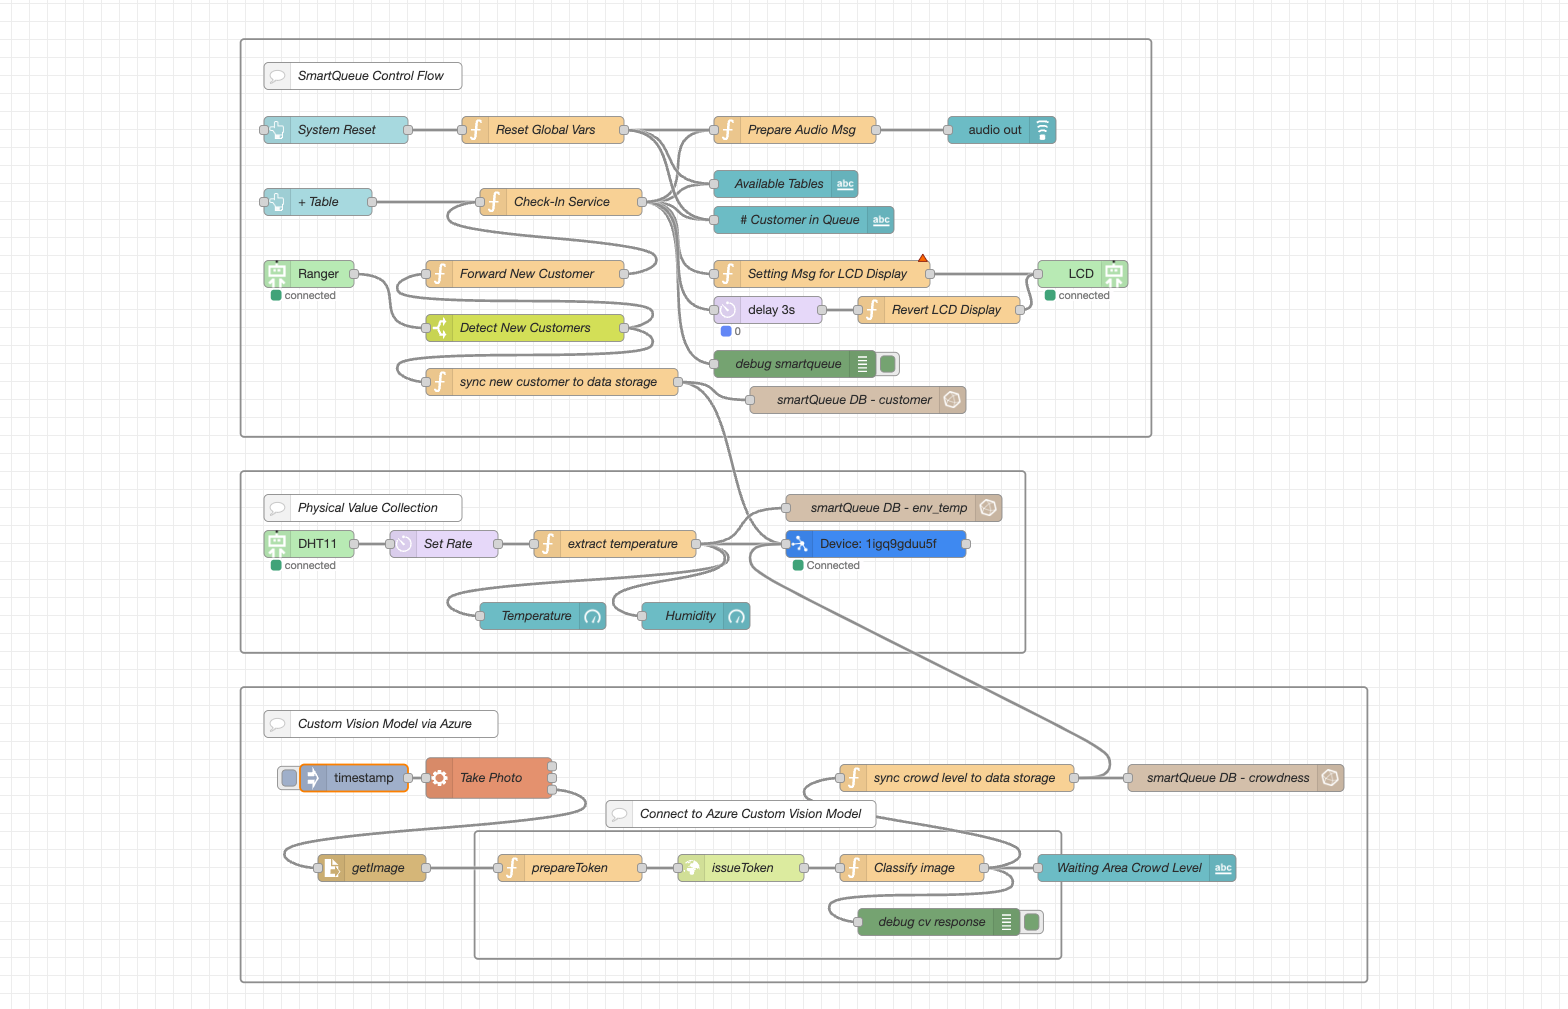 SmartQueue Control Flow
System Reset
Reset Global Vars
Prepare Audio Msg
audio out
Available Tables
abc
+ Table
Check-In Service
# Customer in Queue
abc
Ranger
connected
Forward New Customer
Setting Msg for LCD Display
LCD
connected
delay 3s
0
Revert LCD Display
Detect New Customers
debug smartqueue
sync new customer to data storage
smartQueue DB - customer
Physical Value Collection
smartQueue DB - env_temp
DHT11
connected
Set Rate
extract temperature
Device: 1igq9gduu5f
Connected
Temperature
Humidity
Custom Vision Model via Azure
timestamp
Take Photo
sync crowd level to data storage
smartQueue DB - crowdness
Connect to Azure Custom Vision Model
getImage
prepareToken
issueToken
Classify image
Waiting Area Crowd Level
abc
debug cv response